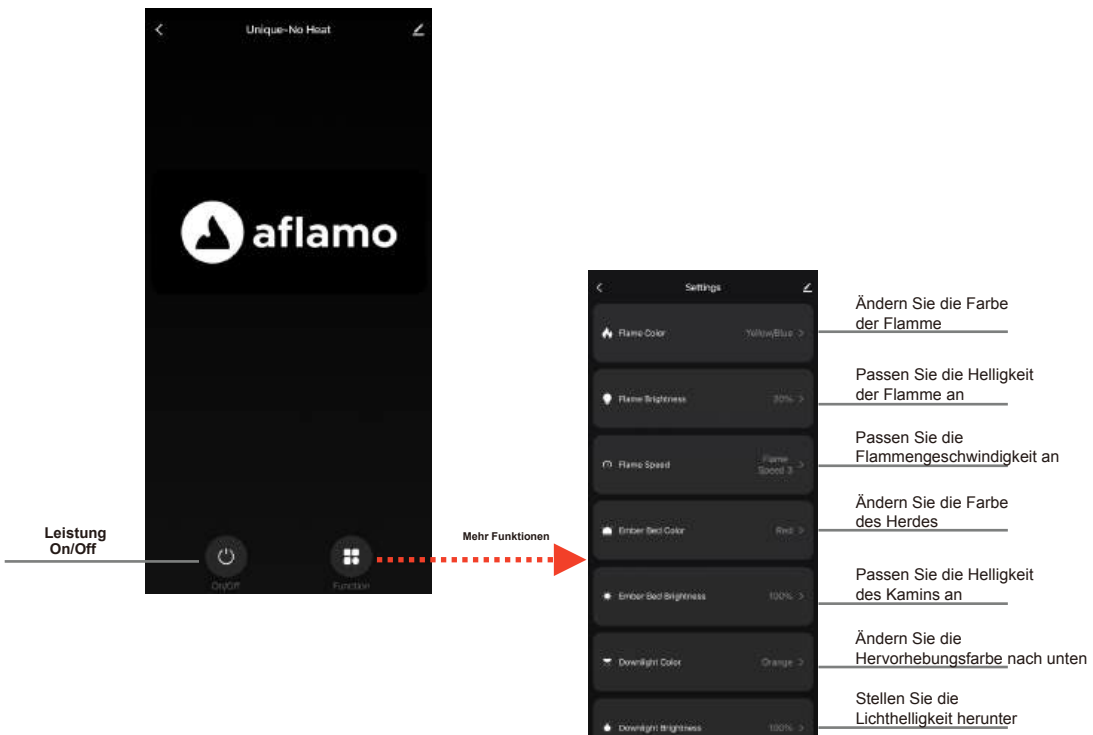 Unique-No Heat
aflamo
Leistung
On/Off
On/Off
Function
Mehr Funktionen
Settings
Flame Color
Yellow/Blue
Ändern Sie die Farbe
der Flamme
Flame Brightness
30%
Passen Sie die Helligkeit
der Flamme an
Flame Speed
Flame
Speed 3
Passen Sie die
Flammengeschwindigkeit an
Ember Bed Color
Red
Ändern Sie die Farbe
des Herdes
Ember Bed Brightness
100%
Passen Sie die Helligkeit
des Kamins an
Downlight Color
Orange
Ändern Sie die
Hervorhebungsfarbe nach unten
Downlight Brightness
100%
Stellen Sie die
Lichthelligkeit herunter